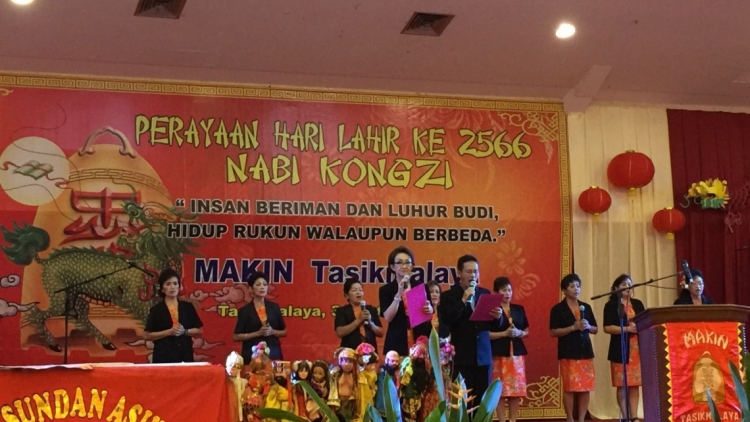 PERAYAAN HARI LAHIR KE 2566
NABI KONGZI
“ INSAN BERIMAN DAN LUHUR BUDI,
HIDUP RUKUN WALAUPUN BERBEDA.”
MAKIN Tasikmalaya
MAKIN
TASIKMALAYA
SUNDAN